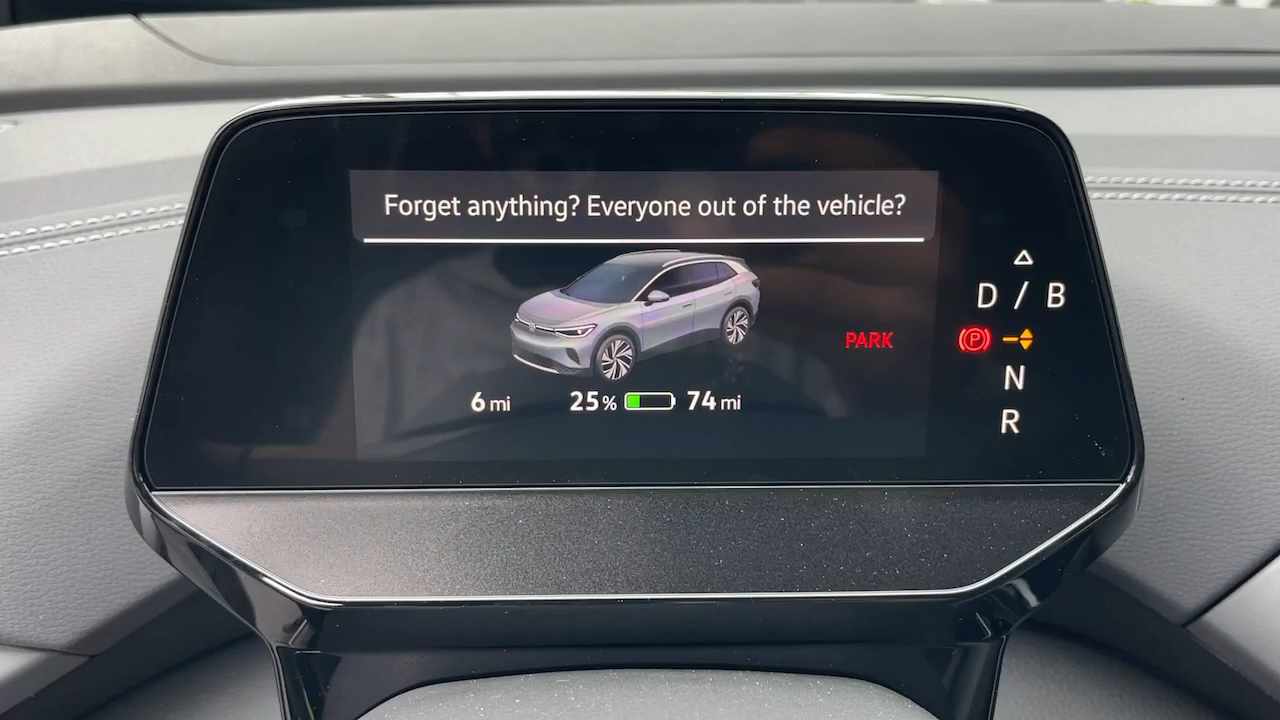 Forget anything? Everyone out of the vehicle?
D / B
PARK
P
N
6 mi 25% 74 mi
R